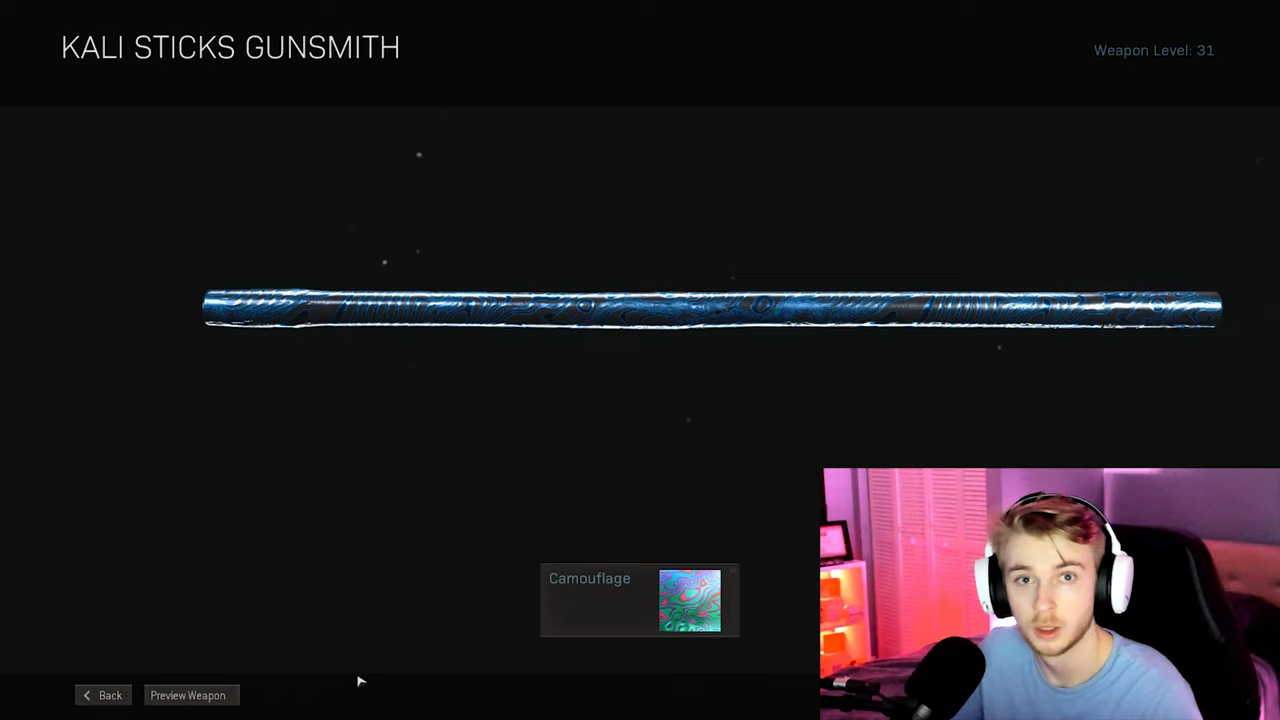 KALI STICKS GUNSMITH
Weapon Level: 31
Camouflage
Back
Preview Weapon